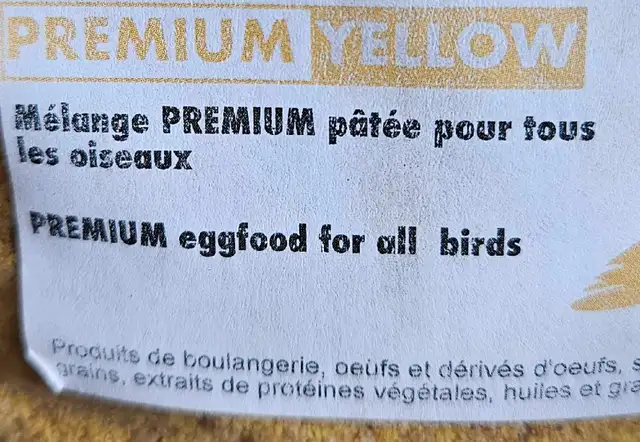 PREMIUM YELLOW
Mélange PREMIUM pâtée pour tous
les oiseaux
PREMIUM eggfood for all birds
Produits de boulangerie, oeufs et dérivés d'oeufs,
grains, extraits de protéines végétales, huiles et